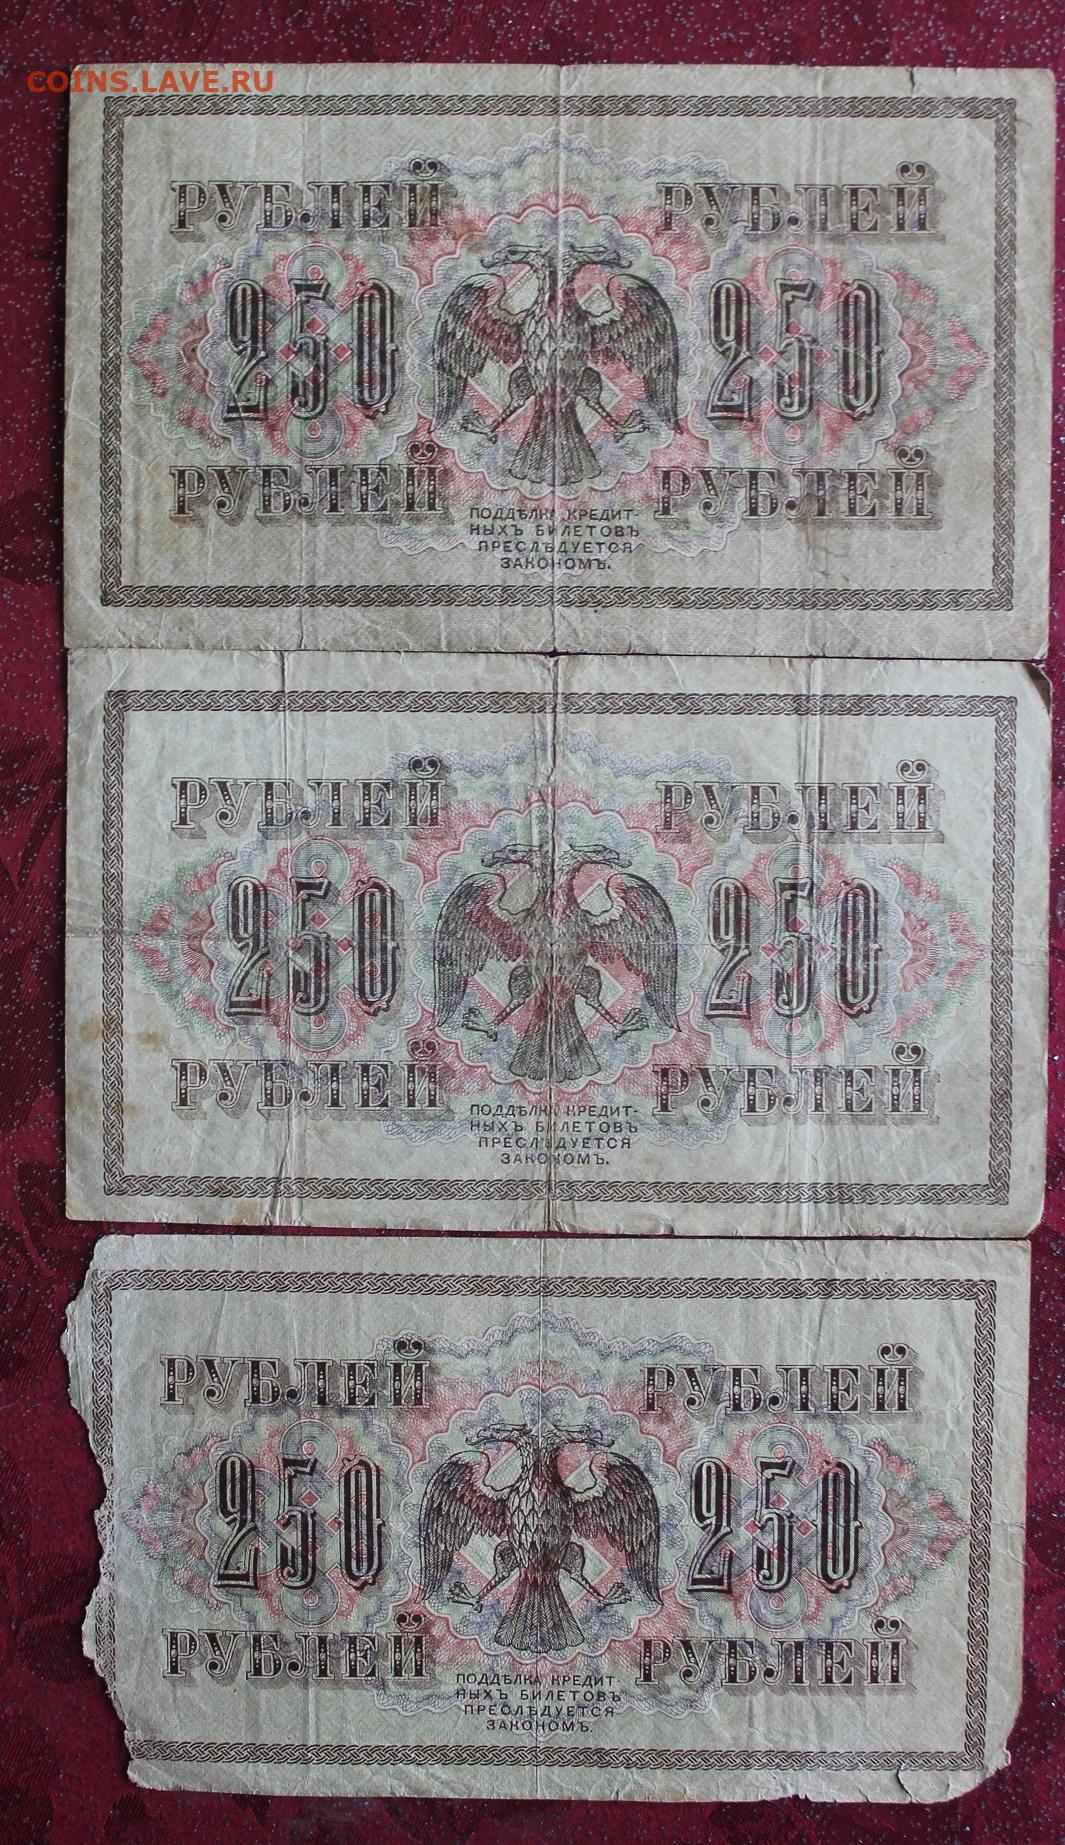 COINS.LAVE.RU
РУБЛЕЙ РУБЛЕЙ
250 250
РУБЛЕЙ РУБЛЕЙ
ПОДДѢЛКА КРЕДИТ-
НЫХЪ БИЛЕТОВЪ
ПРЕСЛѢДУЕТСЯ
ЗАКОНОМЪ.
РУБЛЕЙ РУБЛЕЙ
250 250
РУБЛЕЙ РУБЛЕЙ
ПОДДѢЛКА КРЕДИТ-
НЫХЪ БИЛЕТОВЪ
ПРЕСЛѢДУЕТСЯ
ЗАКОНОМЪ.
РУБЛЕЙ РУБЛЕЙ
250 250
РУБЛЕЙ РУБЛЕЙ
ПОДДѢЛКА КРЕДИТ-
НЫХЪ БИЛЕТОВЪ
ПРЕСЛѢДУЕТСЯ
ЗАКОНОМЪ.